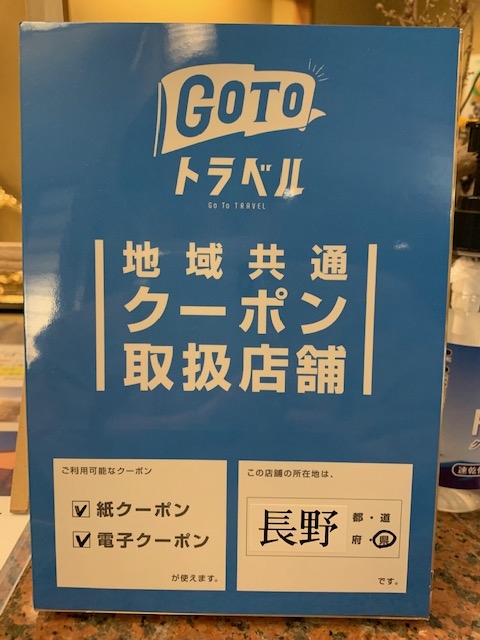 GOTO
トラベル
Go To TRAVEL
地域共通
クーポン
取扱店舗
ご利用可能なクーポン
紙クーポン
電子クーポン
が使えます。
この店舗の所在地は、
長野 都・道
府・県
です。
速乾性